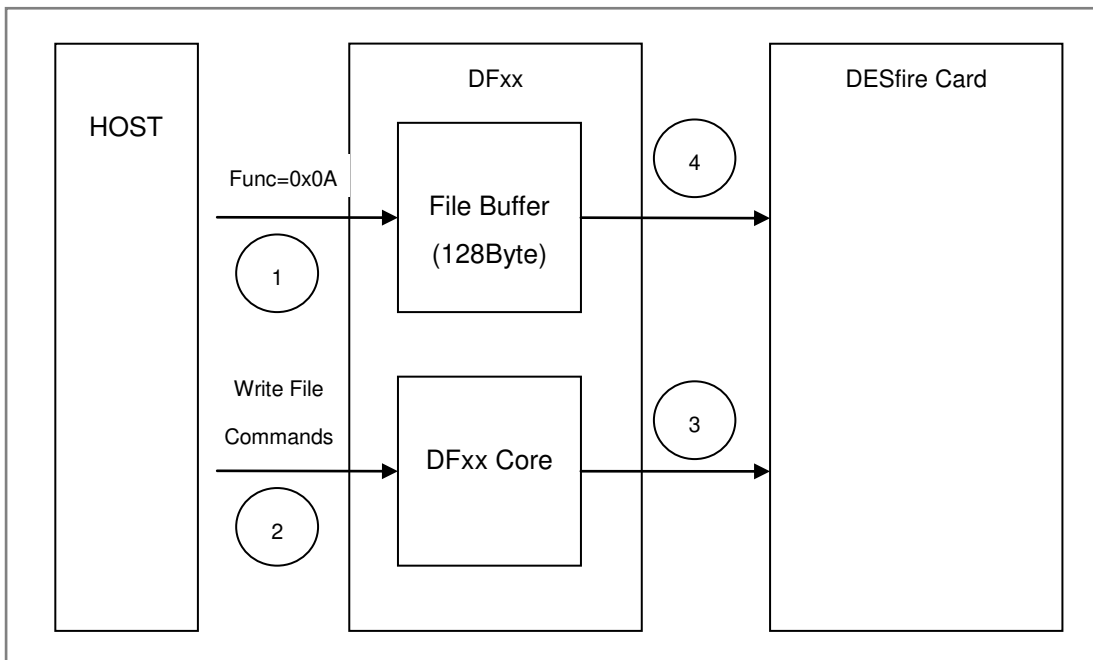 HOST
DFxx
DESfire Card
Func=0x0A
1
File Buffer
(128Byte)
4
Write File
Commands
2
DFxx Core
3